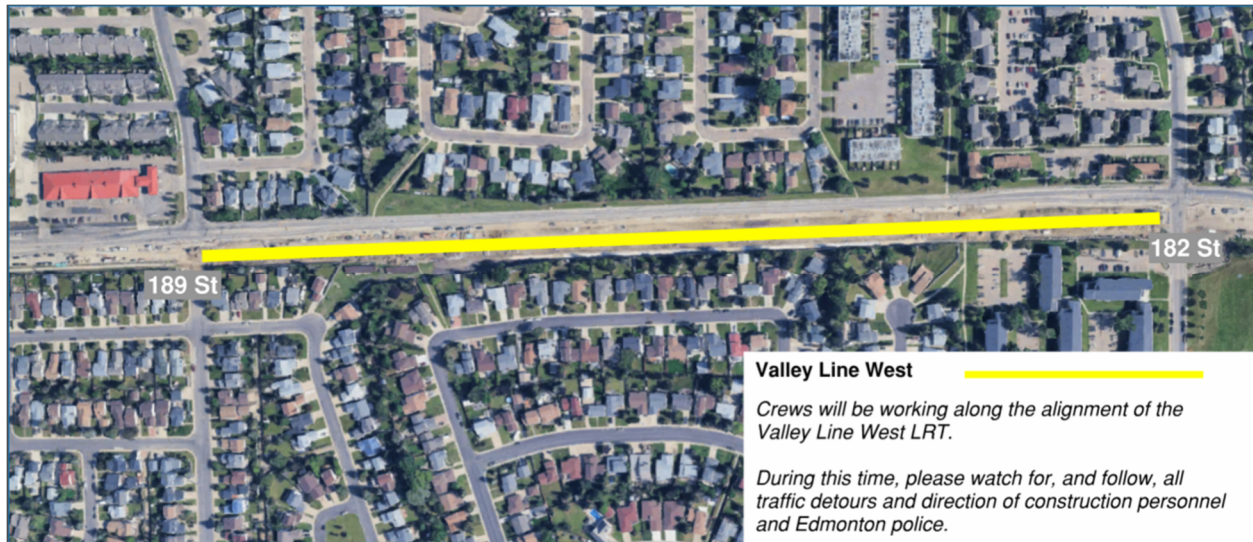 189 St
182 St
Valley Line West
Crews will be working along the alignment of the
Valley Line West LRT.
During this time, please watch for, and follow, all
traffic detours and direction of construction personnel
and Edmonton police.